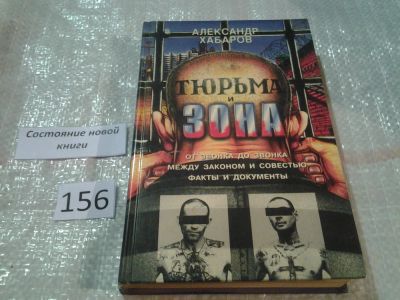 АЛЕКСАНДР
ХАБАРОВ
ТЮРЬМА
И
ЗОНА
ОТ ЗВОНКА ДО ЗВОНКА
МЕЖДУ ЗАКОНОМ И СОВЕСТЬЮ
ФАКТЫ И ДОКУМЕНТЫ
Состояние новой
книги
156